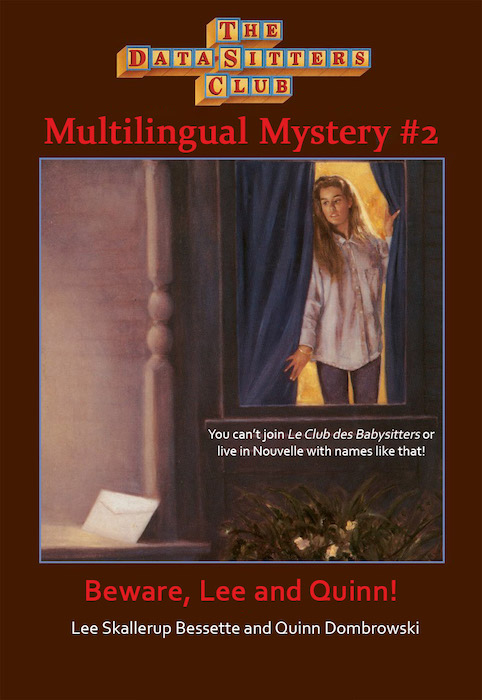 THE
DATA SITTERS
CLUB
Multilingual Mystery #2
You can't join Le Club des Babysitters or
live in Nouvelle with names like that!
Beware, Lee and Quinn!
Lee Skallerup Bessette and Quinn Dombrowski